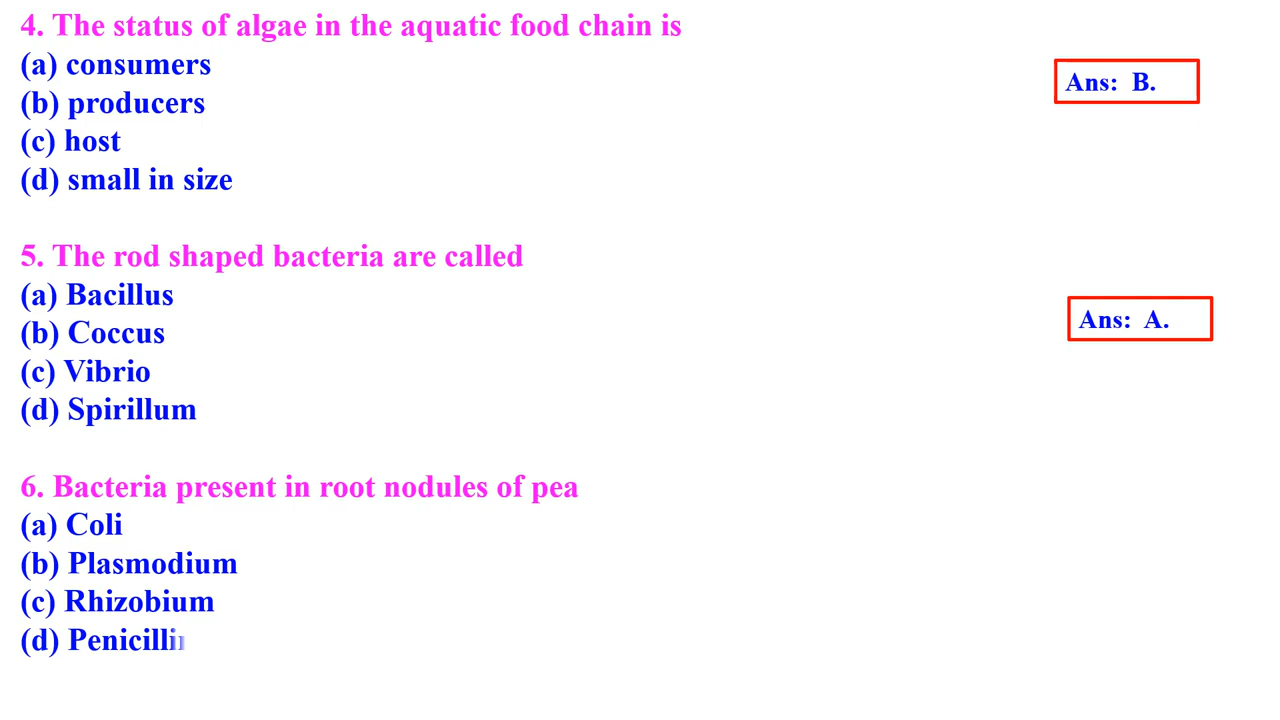 4. The status of algae in the aquatic food chain is
(a) consumers
Ans: B.
(b) producers
(c) host
(d) small in size
5. The rod shaped bacteria are called
(a) Bacillus
Ans: A.
(b) Coccus
(c) Vibrio
(d) Spirillum
6. Bacteria present in root nodules of pea
(a) Coli
(b) Plasmodium
(c) Rhizobium
(d)